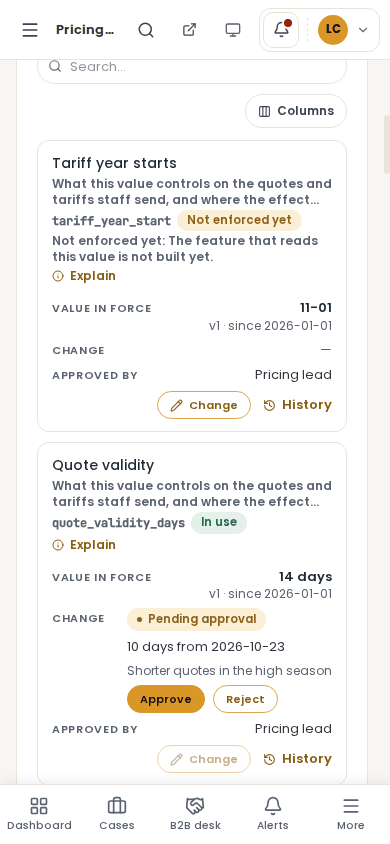 Pricing...
LC
Search...
Columns
Tariff year starts
What this value controls on the quotes and
tariffs staff send, and where the effect...
tariff_year_start Not enforced yet
Not enforced yet: The feature that reads
this value is not built yet.
Explain
VALUE IN FORCE 11-01
v1 · since 2026-01-01
CHANGE —
APPROVED BY Pricing lead
Change History
Quote validity
What this value controls on the quotes and
tariffs staff send, and where the effect...
quote_validity_days In use
Explain
VALUE IN FORCE 14 days
v1 · since 2026-01-01
CHANGE Pending approval
10 days from 2026-10-23
Shorter quotes in the high season
Approve Reject
APPROVED BY Pricing lead
Change History
Dashboard Cases B2B desk Alerts More